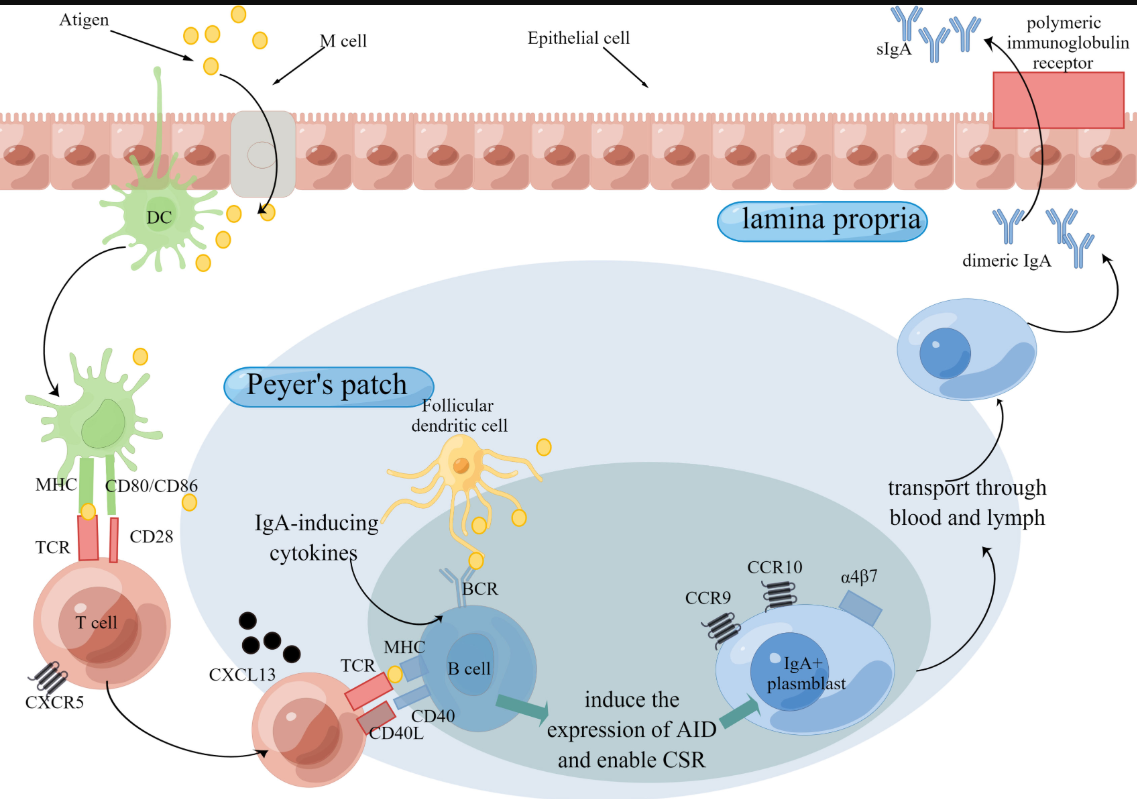 Atigen
M cell
Epithelial cell
sIgA
polymeric
immunoglobulin
receptor
DC
lamina propria
dimeric IgA
Peyer's patch
Follicular
dendritic cell
MHC
CD80/CD86
TCR
CD28
T cell
CXCR5
IgA-inducing
cytokines
BCR
CXCL13
TCR
MHC
B cell
CD40
CD40L
induce the
expression of AID
and enable CSR
CCR9
CCR10
α4β7
IgA+
plasmblast
transport through
blood and lymph